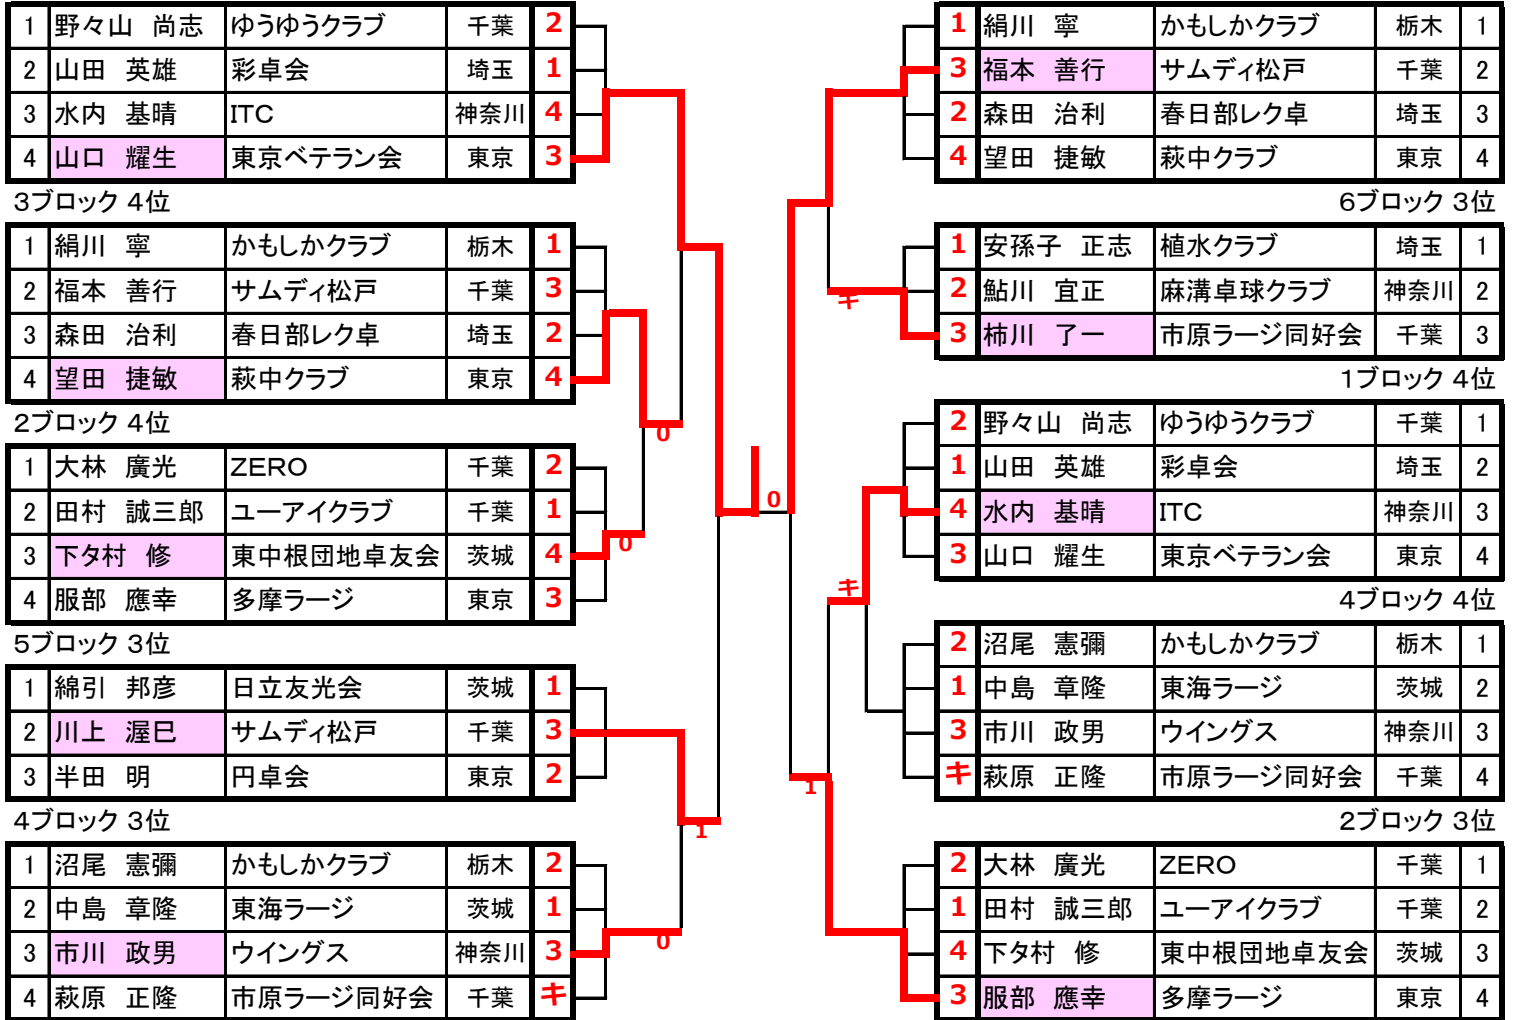 1 野々山 尚志 ゆうゆうクラブ 千葉 2
2 山田 英雄 彩卓会 埼玉 1
3 水内 基晴 ITC 神奈川 4
4 山口 耀生 東京ベテラン会 東京 3
3ブロック 4位
1 絹川 寧 かもしかクラブ 栃木 1
2 福本 善行 サムディ松戸 千葉 3
3 森田 治利 春日部レク卓 埼玉 2
4 望田 捷敏 萩中クラブ 東京 4
2ブロック 4位
0
1 大林 廣光 ZERO 千葉 2
2 田村 誠三郎 ユーアイクラブ 千葉 1
3 下タ村 修 東中根団地卓友会 茨城 4
0
4 服部 應幸 多摩ラージ 東京 3
5ブロック 3位
1 綿引 邦彦 日立友光会 茨城 1
2 川上 渥巳 サムディ松戸 千葉 3
3 半田 明 円卓会 東京 2
4ブロック 3位
1
1 沼尾 憲彌 かもしかクラブ 栃木 2
2 中島 章隆 東海ラージ 茨城 1
3 市川 政男 ウイングス 神奈川 3
0
4 萩原 正隆 市原ラージ同好会 千葉 キ
0
1 絹川 寧 かもしかクラブ 栃木 1
3 福本 善行 サムディ松戸 千葉 2
2 森田 治利 春日部レク卓 埼玉 3
4 望田 捷敏 萩中クラブ 東京 4
6ブロック 3位
1 安孫子 正志 植水クラブ 埼玉 1
2 鮎川 宜正 麻溝卓球クラブ 神奈川 2
キ
3 柿川 了一 市原ラージ同好会 千葉 3
1ブロック 4位
2 野々山 尚志 ゆうゆうクラブ 千葉 1
1 山田 英雄 彩卓会 埼玉 2
4 水内 基晴 ITC 神奈川 3
3 山口 耀生 東京ベテラン会 東京 4
キ
4ブロック 4位
2 沼尾 憲彌 かもしかクラブ 栃木 1
1 中島 章隆 東海ラージ 茨城 2
3 市川 政男 ウイングス 神奈川 3
キ 萩原 正隆 市原ラージ同好会 千葉 4
1
2ブロック 3位
2 大林 廣光 ZERO 千葉 1
1 田村 誠三郎 ユーアイクラブ 千葉 2
4 下タ村 修 東中根団地卓友会 茨城 3
3 服部 應幸 多摩ラージ 東京 4